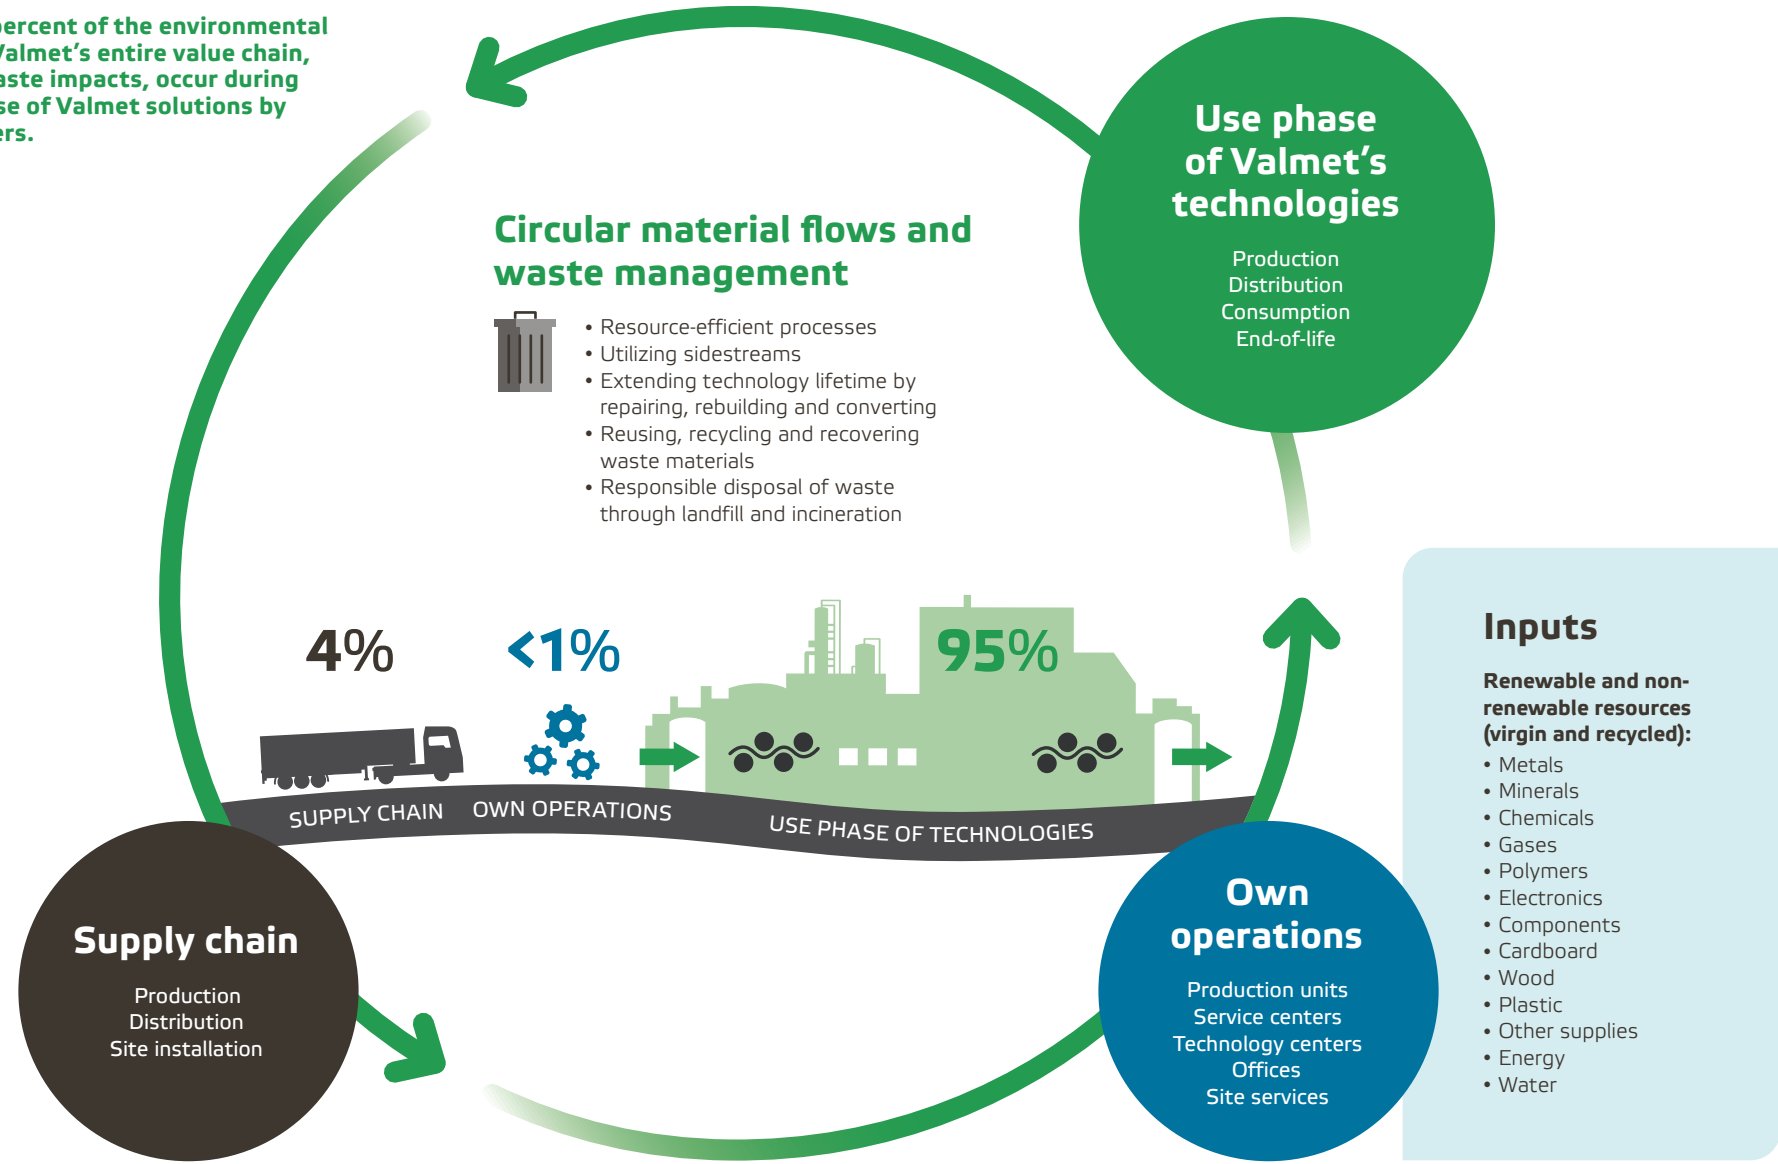 percent of the environmental
Valmet's entire value chain,
waste impacts, occur during
use of Valmet solutions by
Use phase
of Valmet's
technologies
Production
Distribution
Consumption
End-of-life
Circular material flows and
waste management
• Resource-efficient processes
• Utilizing sidestreams
• Extending technology lifetime by
repairing, rebuilding and converting
• Reusing, recycling and recovering
waste materials
• Responsible disposal of waste
through landfill and incineration
4%
<1%
95%
SUPPLY CHAIN
OWN OPERATIONS
USE PHASE OF TECHNOLOGIES
Supply chain
Production
Distribution
Site installation
Own
operations
Production units
Service centers
Technology centers
Offices
Site services
Inputs
Renewable and non-
renewable resources
(virgin and recycled):
• Metals
• Minerals
• Chemicals
• Gases
• Polymers
• Electronics
• Components
• Cardboard
• Wood
• Plastic
• Other supplies
• Energy
• Water